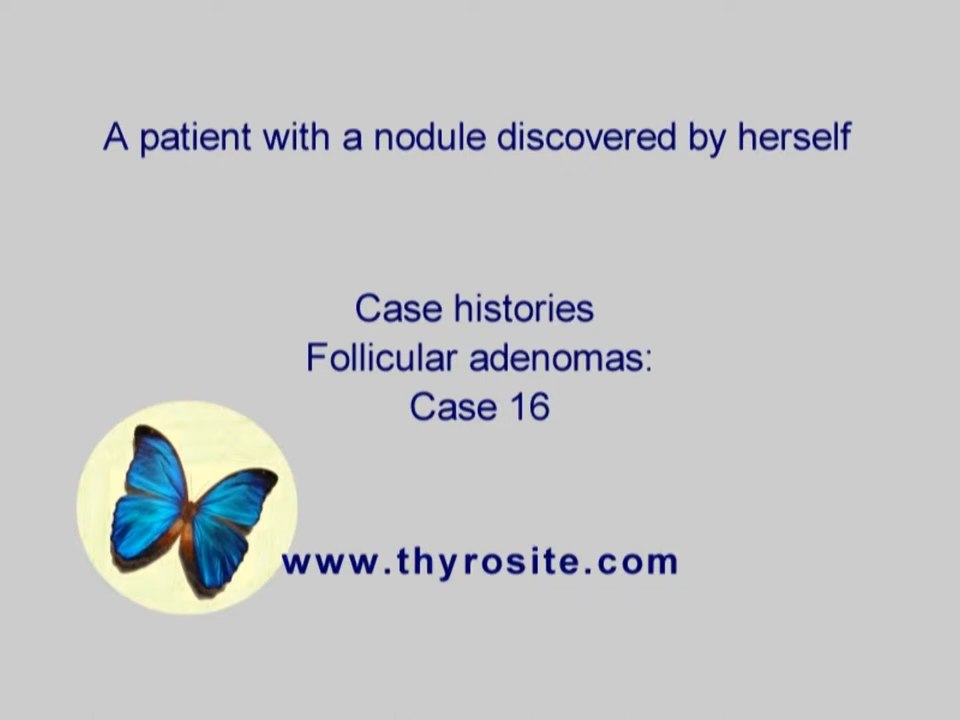 A patient with a nodule discovered by herself
Case histories
Follicular adenomas:
Case 16
www.thyrosite.com